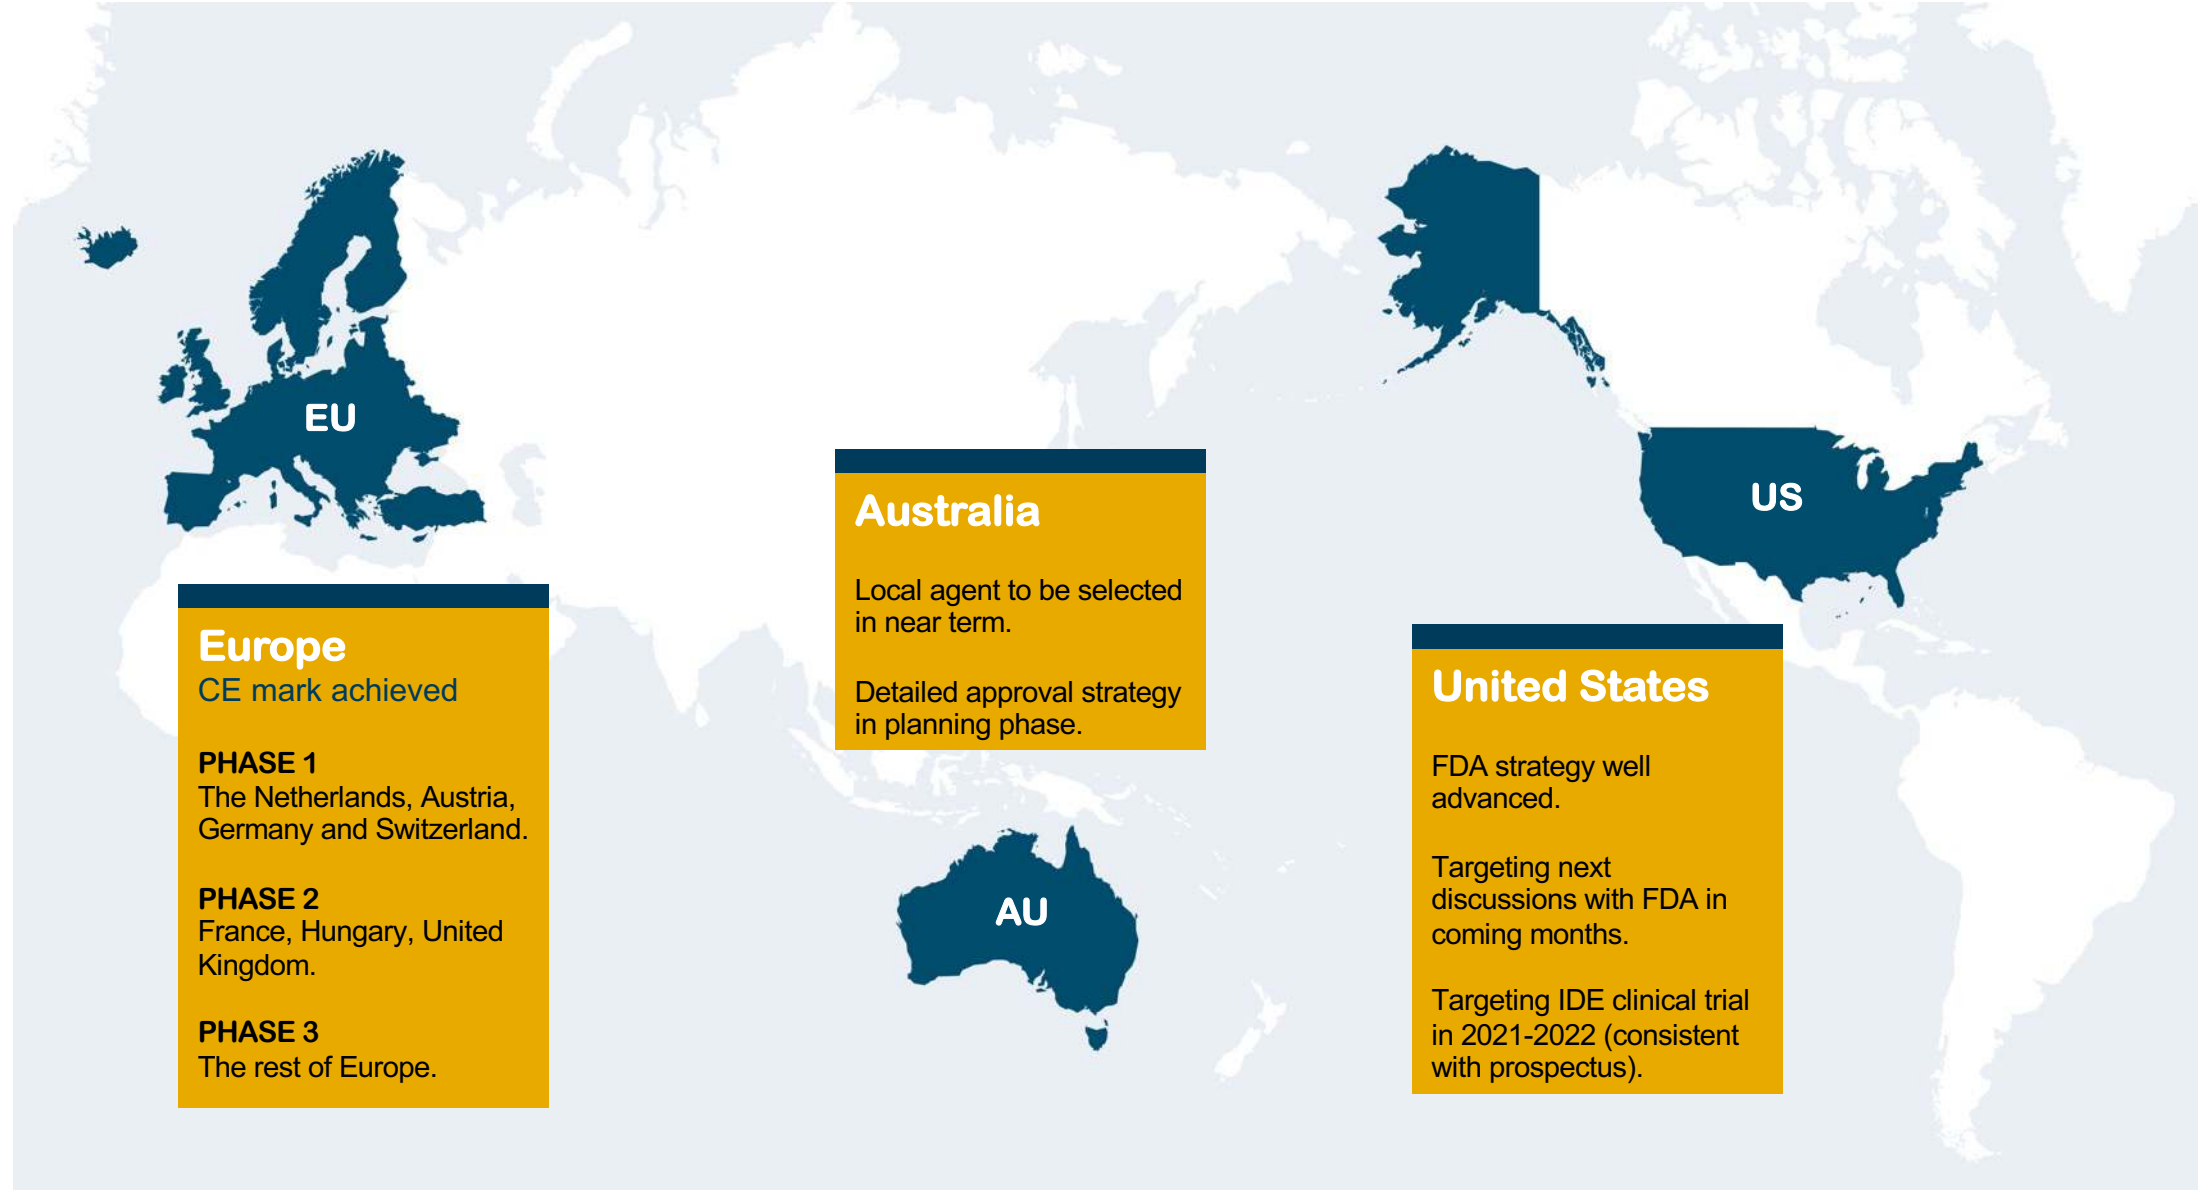 EU
US
AU
Europe
CE mark achieved
PHASE 1
The Netherlands, Austria,
Germany and Switzerland.
PHASE 2
France, Hungary, United
Kingdom.
PHASE 3
The rest of Europe.
Australia
Local agent to be selected
in near term.
Detailed approval strategy
in planning phase.
United States
FDA strategy well
advanced.
Targeting next
discussions with FDA in
coming months.
Targeting IDE clinical trial
in 2021-2022 (consistent
with prospectus).